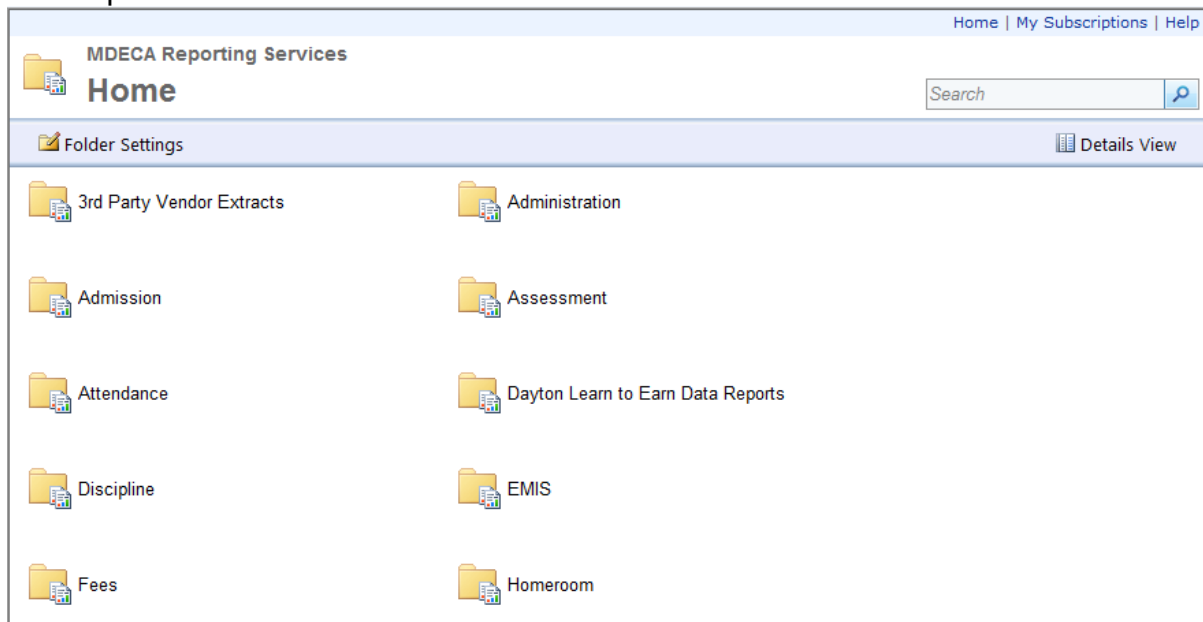 Home | My Subscriptions | Help
MDECA Reporting Services
Home
Search
Folder Settings
Details View
3rd Party Vendor Extracts
Administration
Admission
Assessment
Attendance
Dayton Learn to Earn Data Reports
Discipline
EMIS
Fees
Homeroom